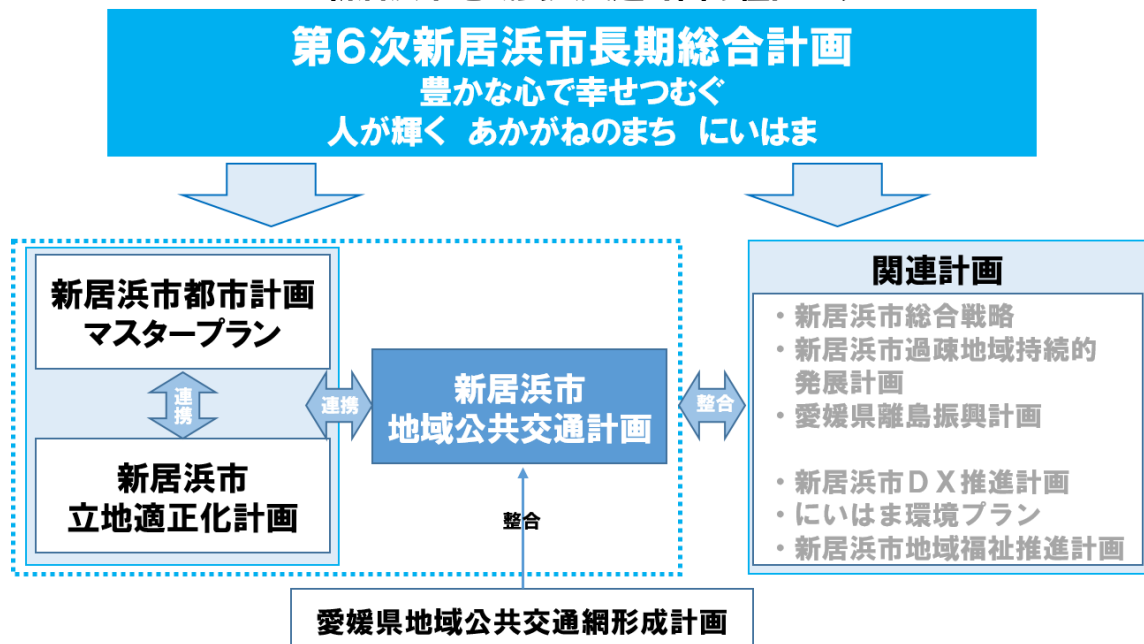 第6次新居浜市長期総合計画
豊かな心で幸せつむぐ
人が輝く あかがねのまち にいはま
新居浜市都市計画
マスタープラン
連携
新居浜市
立地適正化計画
連携
新居浜市
地域公共交通計画
整合
整合
関連計画
・新居浜市総合戦略
・新居浜市過疎地域持続的
発展計画
・愛媛県離島振興計画
・新居浜市DX推進計画
・にいはま環境プラン
・新居浜市地域福祉推進計画
愛媛県地域公共交通網形成計画